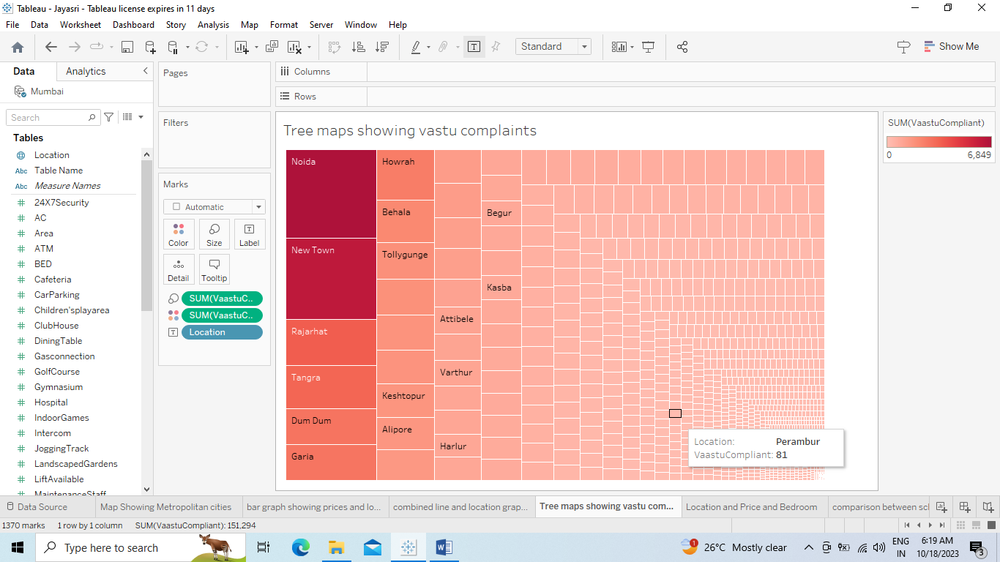 Tableau - Jayasri - Tableau license expires in 11 days
File Data Worksheet Dashboard Story Analysis Map Format Server Window Help
Standard
Show Me
Data Analytics
Mumbai
Search
Tables
Location
Abc Table Name
Abc Measure Names
24X7Security
AC
Area
ATM
BED
Cafeteria
CarParking
Children'splayarea
ClubHouse
DiningTable
Gasconnection
GolfCourse
Gymnasium
Hospital
IndoorGames
Intercom
JoggingTrack
LandscapedGardens
LiftAvailable
MaintenanceStaff
Pages
Filters
Marks
Automatic
Color Size Label
Detail Tooltip
SUM(VaastuC..
SUM(VaastuC..
Location
Columns
Rows
Tree maps showing vastu complaints
Noida
New Town
Rajarhat
Tangra
Dum Dum
Garia
Howrah
Behala
Tollygunge
Keshtopur
Alipore
Attibele
Varthur
Harlur
Begur
Kasba
Location: Perambur
VaastuCompliant: 81
SUM(VaastuCompliant)
0 6,849
Data Source Map Showing Metropolitan cities bar graph showing prices and lo... combined line and location grap... Tree maps showing vastu com... Location and Price and Bedroom comparison between scl
1370 marks 1 row by 1 column SUM(VaastuCompliant): 151,294
Type here to search
1
26°C Mostly clear
ENG
IN
6:19 AM
10/18/2023
3